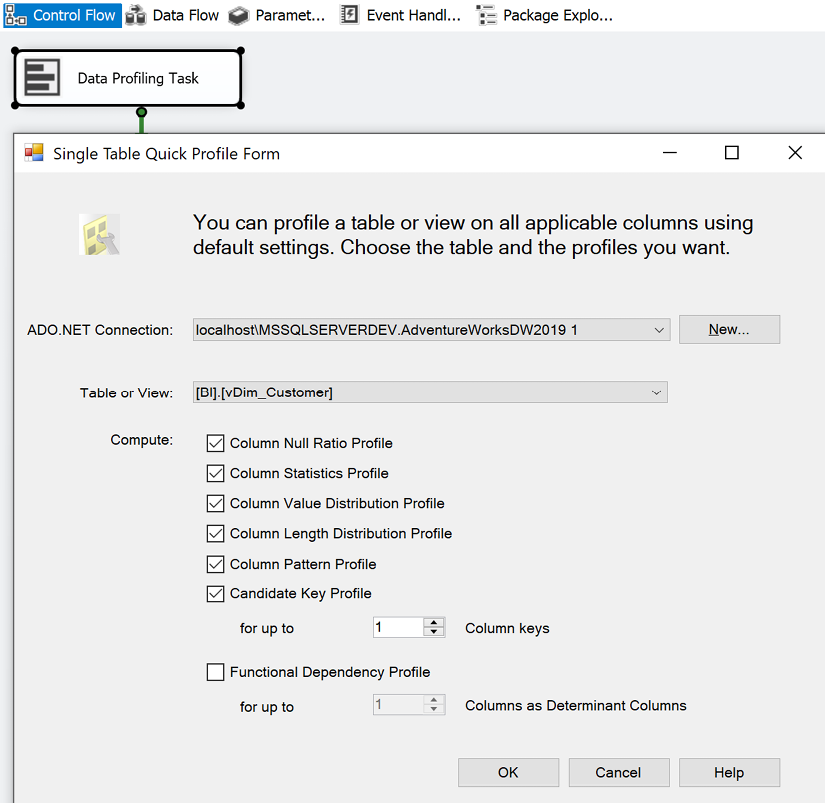 Control Flow Data Flow Paramet... Event Handl... Package Explo...
Data Profiling Task
Single Table Quick Profile Form
You can profile a table or view on all applicable columns using
default settings. Choose the table and the profiles you want.
ADO.NET Connection: localhost\MSSQLSERVERDEV.AdventureWorksDW2019 1 New...
Table or View: [BI].[vDim_Customer]
Compute:
Column Null Ratio Profile
Column Statistics Profile
Column Value Distribution Profile
Column Length Distribution Profile
Column Pattern Profile
Candidate Key Profile
for up to 1 Column keys
Functional Dependency Profile
for up to 1 Columns as Determinant Columns
OK Cancel Help